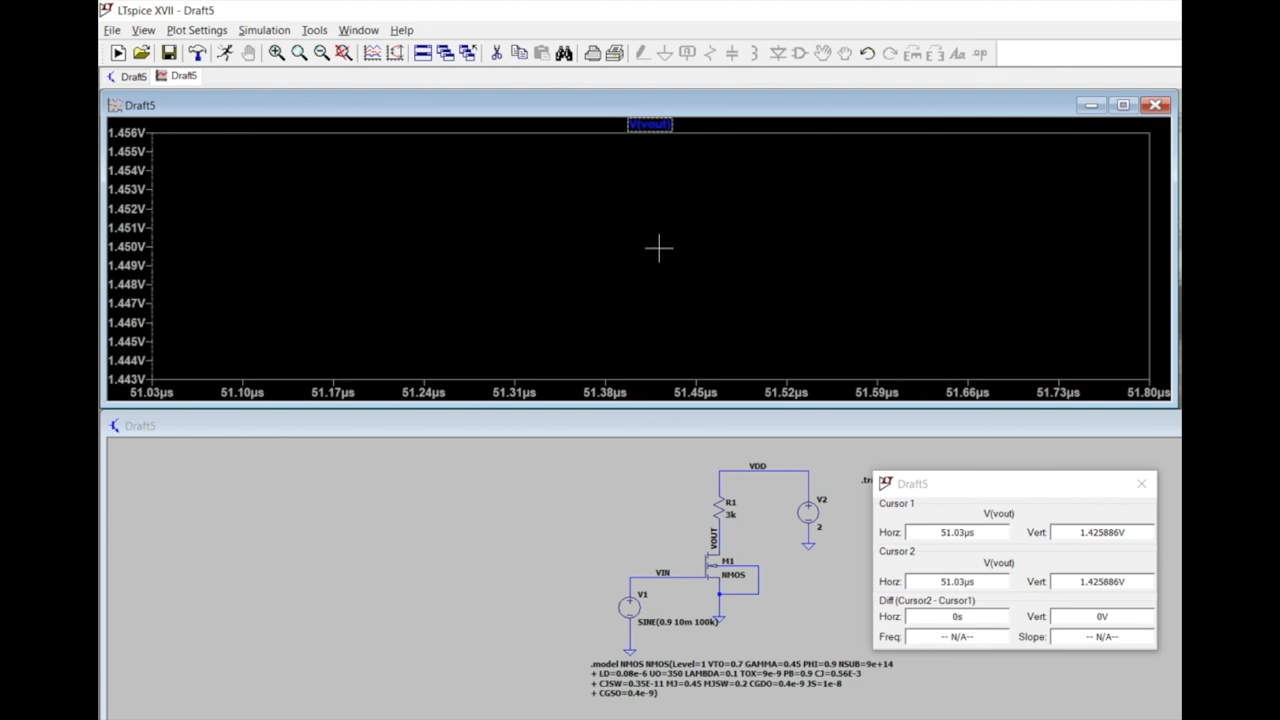 LTspice XVII - Draft5
File View Plot Settings Simulation Tools Window Help
Draft5 Draft5
Draft5
V(vout)
1.456V
1.455V
1.454V
1.453V
1.452V
1.451V
1.450V
1.449V
1.448V
1.447V
1.446V
1.445V
1.444V
1.443V
51.03µs 51.10µs 51.17µs 51.24µs 51.31µs 51.38µs 51.45µs 51.52µs 51.59µs 51.66µs 51.73µs 51.80µs
Draft5
VDD
R1
3k
V2
2
VOUT
M1
NMOS
VIN
V1
SINE(0.9 10m 100k)
.model NMOS NMOS(Level=1 VTO=0.7 GAMMA=0.45 PHI=0.9 NSUB=9e+14
+ LD=0.08e-6 UO=350 LAMBDA=0.1 TOX=9e-9 PB=0.9 CJ=0.56E-3
+ CJSW=0.35E-11 MJ=0.45 MJSW=0.2 CGDO=0.4e-9 JS=1e-8
+ CGSO=0.4e-9)
Draft5
Cursor 1
V(vout)
Horz: 51.03µs Vert: 1.425886V
Cursor 2
V(vout)
Horz: 51.03µs Vert: 1.425886V
Diff (Cursor2 - Cursor1)
Horz: 0s Vert: 0V
Freq: -- N/A-- Slope: -- N/A--